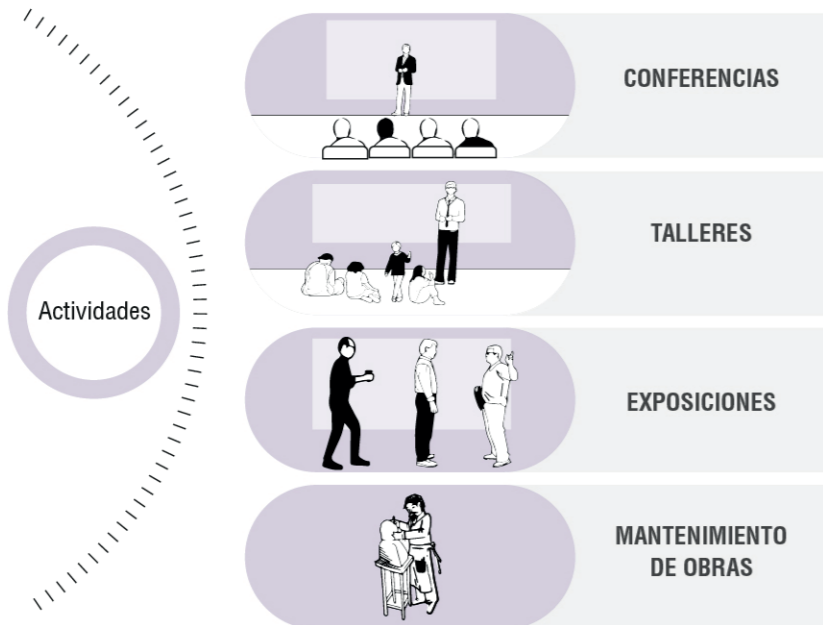 Actividades
CONFERENCIAS
TALLERES
EXPOSICIONES
MANTENIMIENTO
DE OBRAS